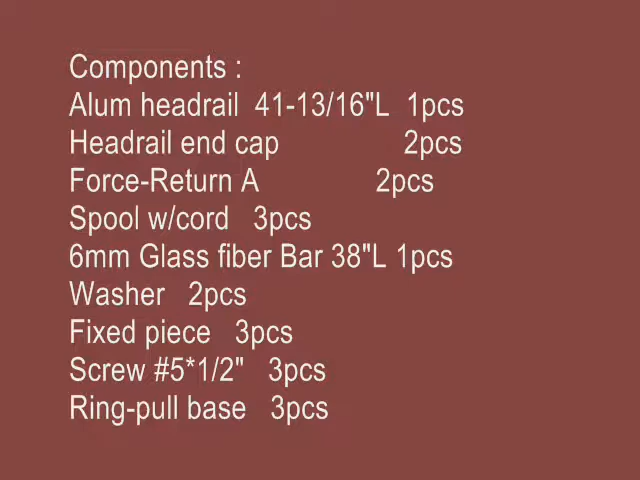 Components :
Alum headrail 41-13/16"L 1pcs
Headrail end cap 2pcs
Force-Return A 2pcs
Spool w/cord 3pcs
6mm Glass fiber Bar 38"L 1pcs
Washer 2pcs
Fixed piece 3pcs
Screw #5*1/2" 3pcs
Ring-pull base 3pcs